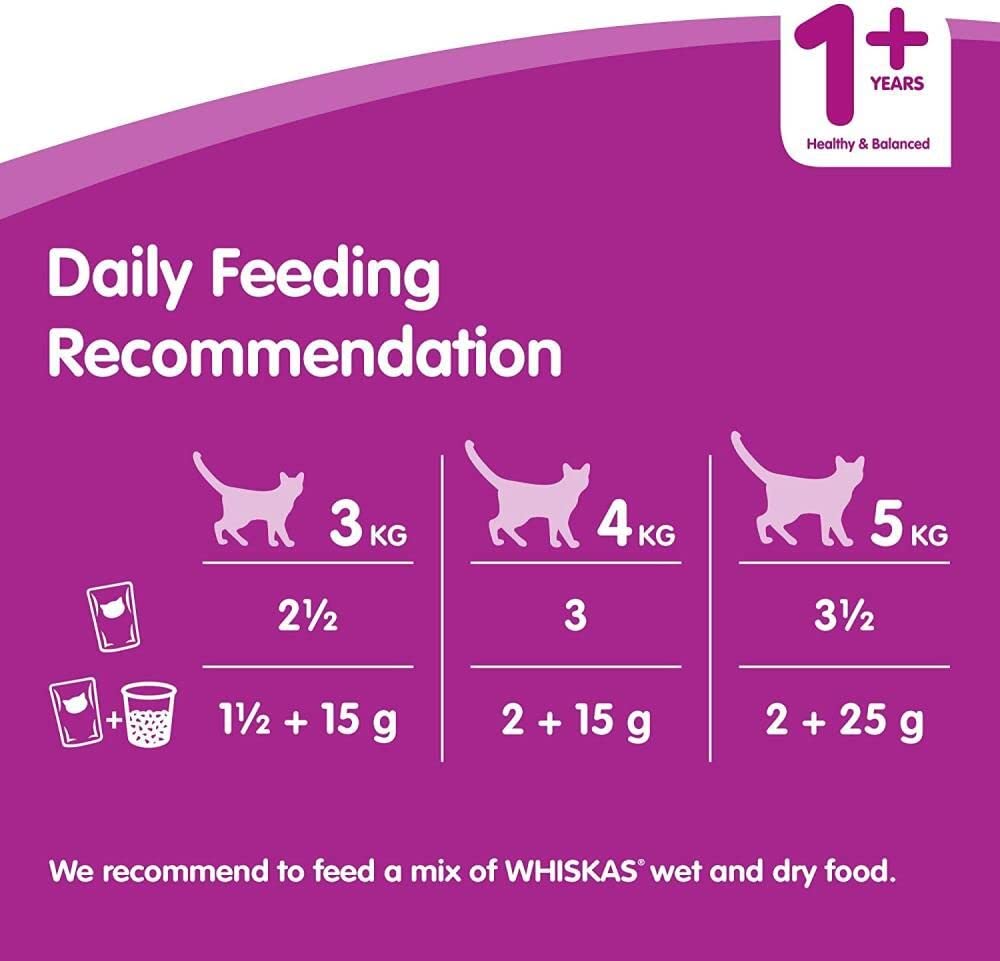 1+
YEARS
Healthy & Balanced
Daily Feeding
Recommendation
3 KG 4 KG 5 KG
2½ 3 3½
+ 1½ + 15 g 2 + 15 g 2 + 25 g
We recommend to feed a mix of WHISKAS® wet and dry food.